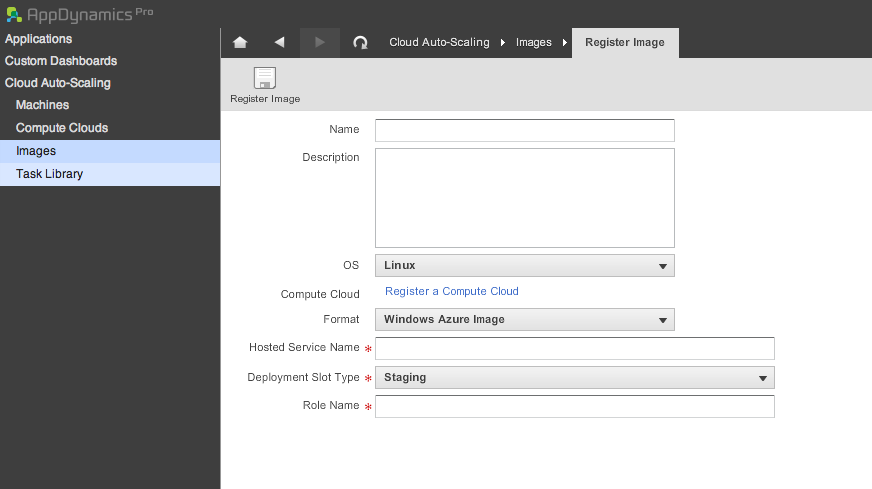 AppDynamics Pro
Applications
Custom Dashboards
Cloud Auto-Scaling
Machines
Compute Clouds
Images
Task Library
Cloud Auto-Scaling Images Register Image
Register Image
Name
Description
OS Linux
Compute Cloud Register a Compute Cloud
Format Windows Azure Image
Hosted Service Name *
Deployment Slot Type * Staging
Role Name *